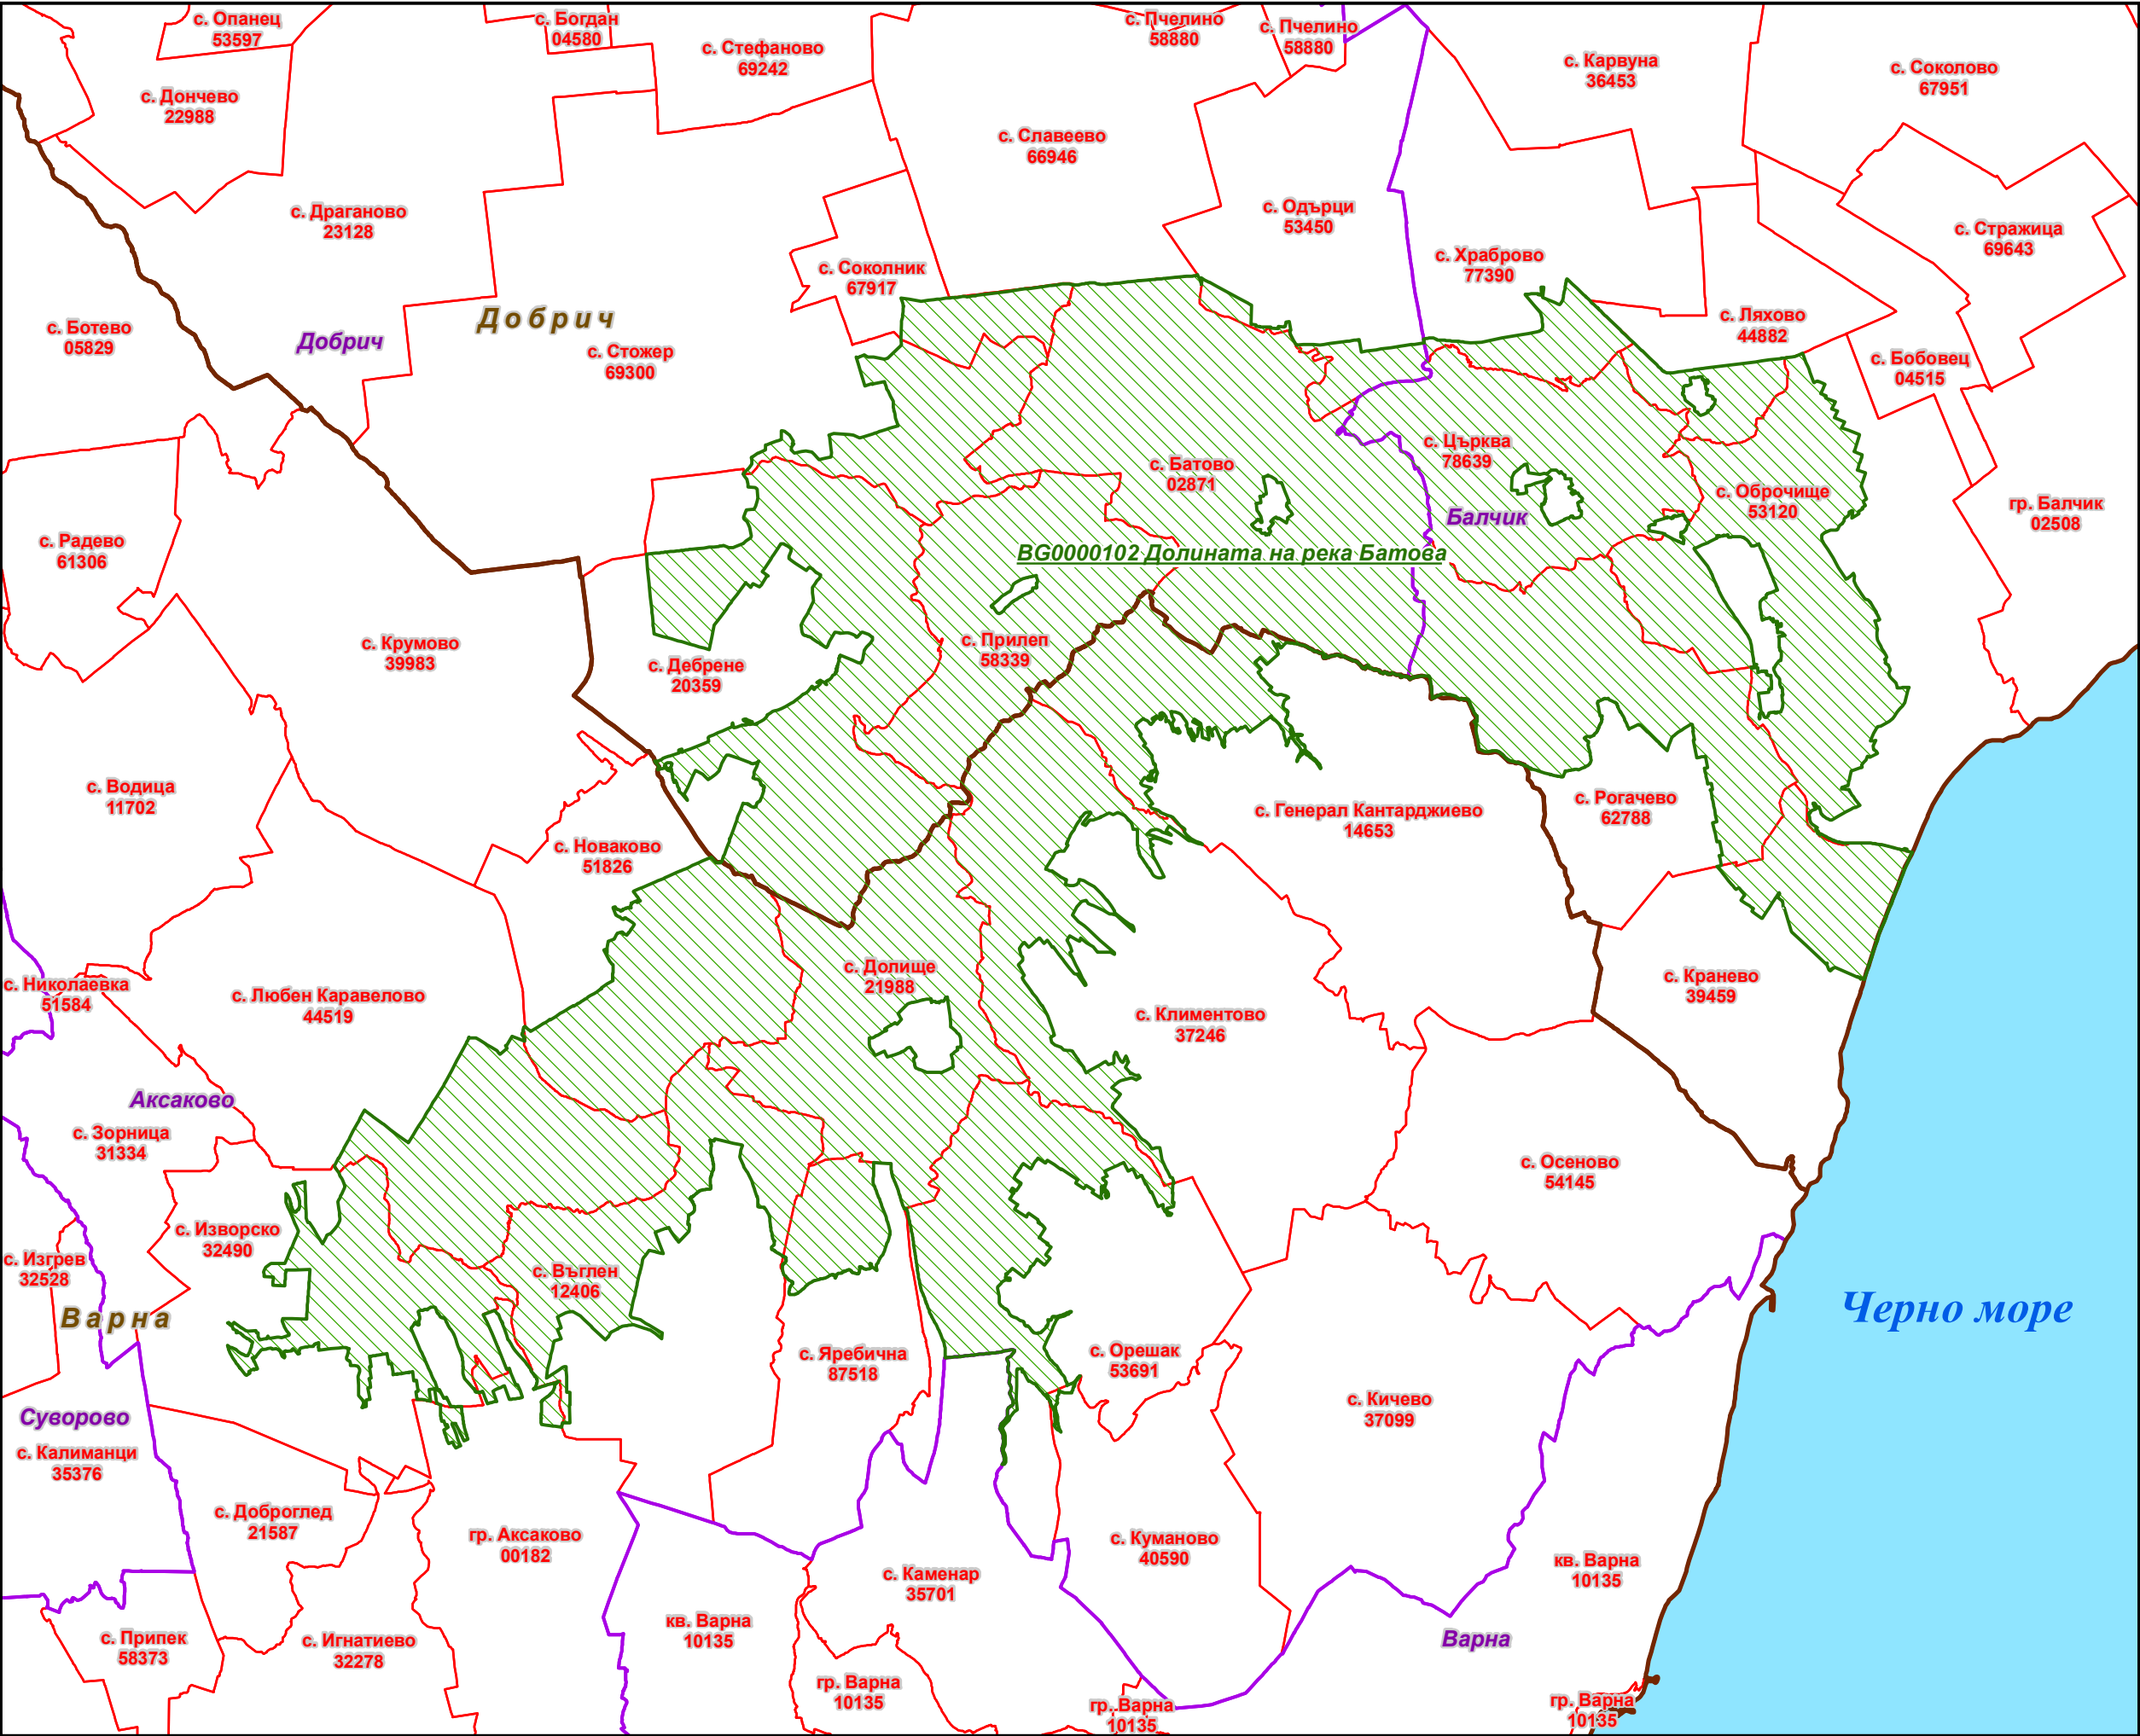 с. Опанец
53597
с. Богдан
04580
с. Стефаново
69242
с. Пчелино
58880
с. Пчелино
58880
с. Карвуна
36453
с. Соколово
67951
с. Дончево
22988
с. Славеево
66946
с. Драганово
23128
с. Одърци
53450
с. Стражица
69643
с. Соколник
67917
с. Храброво
77390
с. Ботево
05829
Добрич
Добрич
с. Стожер
69300
с. Ляхово
44882
с. Бобовец
04515
с. Църква
78639
с. Батово
02871
с. Оброчище
53120
гр. Балчик
02508
Балчик
с. Радево
61306
BG0000102 Долината на река Батова
с. Крумово
39983
с. Дебрене
20359
с. Прилеп
58339
с. Водица
11702
с. Генерал Кантарджиево
14653
с. Рогачево
62788
с. Новаково
51826
с. Долище
21988
с. Кранево
39459
с. Николаевка
51584
с. Любен Каравелово
44519
с. Климентово
37246
Аксаково
с. Зорница
31334
с. Осеново
54145
с. Изворско
32490
с. Изгрев
32528
с. Въглен
12406
Варна
Черно море
с. Яребична
87518
с. Орешак
53691
с. Кичево
37099
Суворово
с. Калиманци
35376
с. Доброглед
21587
гр. Аксаково
00182
с. Куманово
40590
кв. Варна
10135
с. Каменар
35701
кв. Варна
10135
Варна
с. Припек
58373
с. Игнатиево
32278
гр. Варна
10135
гр. Варна
10135
гр. Варна
10135